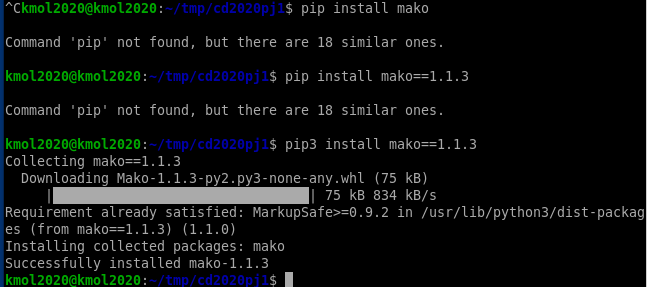 ^Ckmol2020@kmol2020:~/tmp/cd2020pj1$ pip install mako
Command 'pip' not found, but there are 18 similar ones.
kmol2020@kmol2020:~/tmp/cd2020pj1$ pip install mako==1.1.3
Command 'pip' not found, but there are 18 similar ones.
kmol2020@kmol2020:~/tmp/cd2020pj1$ pip3 install mako==1.1.3
Collecting mako==1.1.3
  Downloading Mako-1.1.3-py2.py3-none-any.whl (75 kB)
     |████████████████████████████████| 75 kB 834 kB/s
Requirement already satisfied: MarkupSafe>=0.9.2 in /usr/lib/python3/dist-packag
es (from mako==1.1.3) (1.1.0)
Installing collected packages: mako
Successfully installed mako-1.1.3
kmol2020@kmol2020:~/tmp/cd2020pj1$